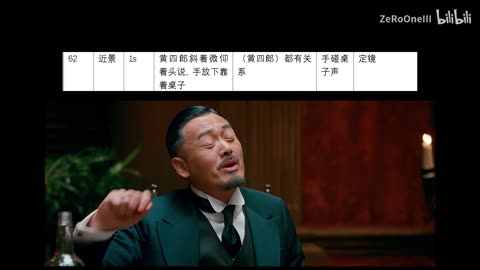 ZeRoOneIII bilibili
62 近景 1s 黄四郎斜着微仰 （黄四郎）都有关 手碰桌 定镜
着头说，手放下靠 系 子声
着桌子